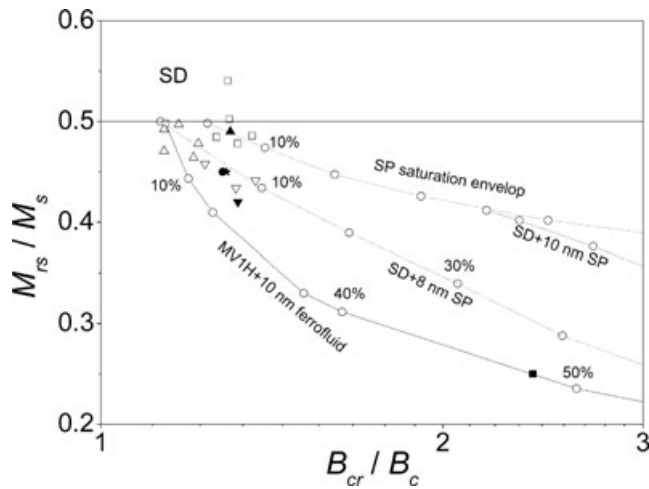 0.6
SD
0.5
10%
SP saturation envelop
10%
10%
SD+10 nm SP
0.4
30%
SD+8 nm SP
MV1H+10 nm ferrofluid
40%
0.3
50%
0.2
1
2
3
Mrs / Ms
Bcr / Bc